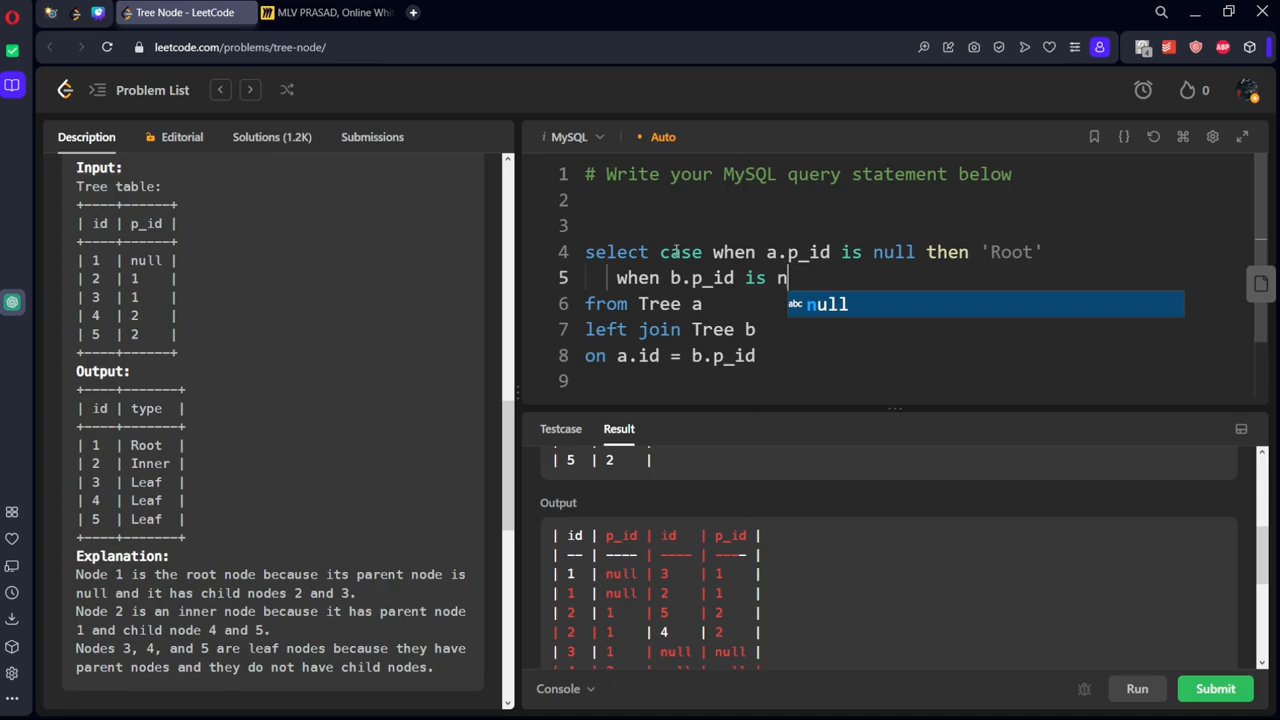 Tree Node - LeetCode
MLV PRASAD, Online Whi
leetcode.com/problems/tree-node/
4
ABP
Problem List
0
Description
Editorial
Solutions (1.2K)
Submissions
Input:
Tree table:
+----+------+
| id | p_id |
+----+------+
| 1 | null |
| 2 | 1 |
| 3 | 1 |
| 4 | 2 |
| 5 | 2 |
+----+------+
Output:
+----+-------+
| id | type |
+----+-------+
| 1 | Root |
| 2 | Inner |
| 3 | Leaf |
| 4 | Leaf |
| 5 | Leaf |
+----+-------+
Explanation:
Node 1 is the root node because its parent node is
null and it has child nodes 2 and 3.
Node 2 is an inner node because it has parent node
1 and child node 4 and 5.
Nodes 3, 4, and 5 are leaf nodes because they have
parent nodes and they do not have child nodes.
i MySQL
• Auto
1 # Write your MySQL query statement below
2
3
4 select case when a.p_id is null then 'Root'
5 when b.p_id is n
6 from Tree a
abc null
7 left join Tree b
8 on a.id = b.p_id
9
Testcase
Result
| 5 | 2 |
Output
| id | p_id | id | p_id |
| -- | ---- | ---- | ---- |
| 1 | null | 3 | 1 |
| 1 | null | 2 | 1 |
| 2 | 1 | 5 | 2 |
| 2 | 1 | 4 | 2 |
| 3 | 1 | null | null |
Console
Run
Submit